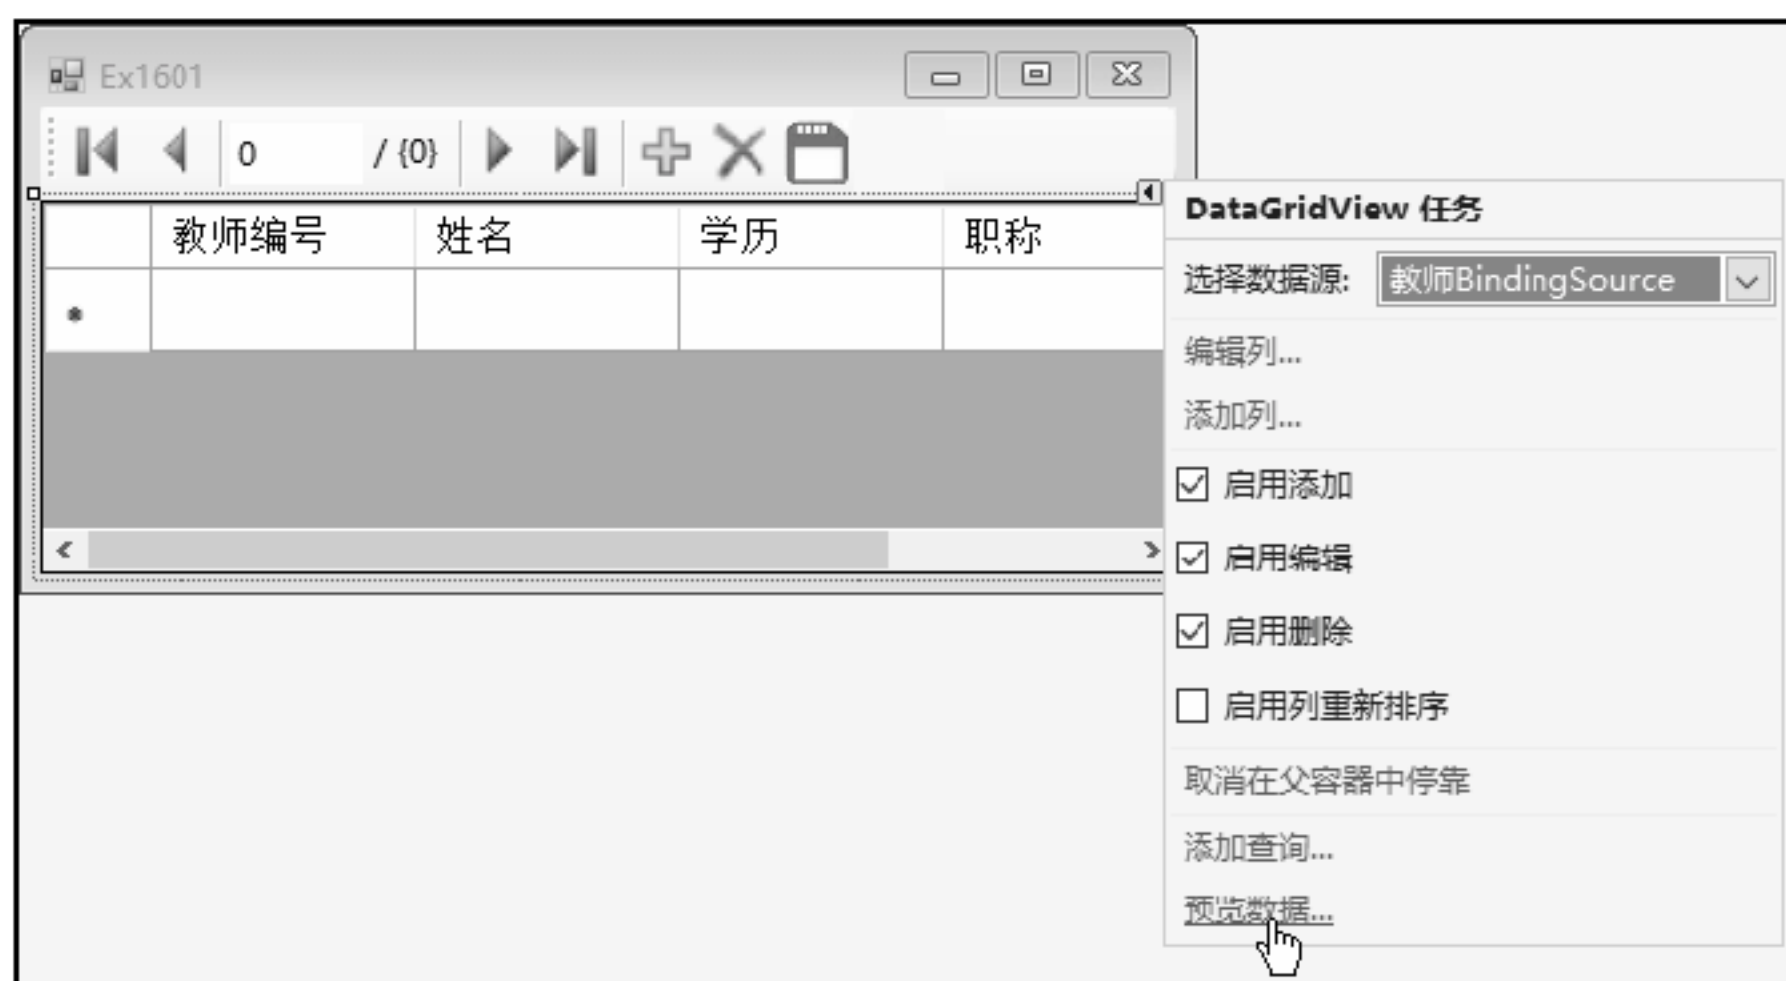 Ex1601
0 / {0}
教师编号 姓名 学历 职称
DataGridView 任务
选择数据源: 教师BindingSource
编辑列...
添加列...
启用添加
启用编辑
启用删除
启用列重新排序
取消在父容器中停靠
添加查询...
预览数据...